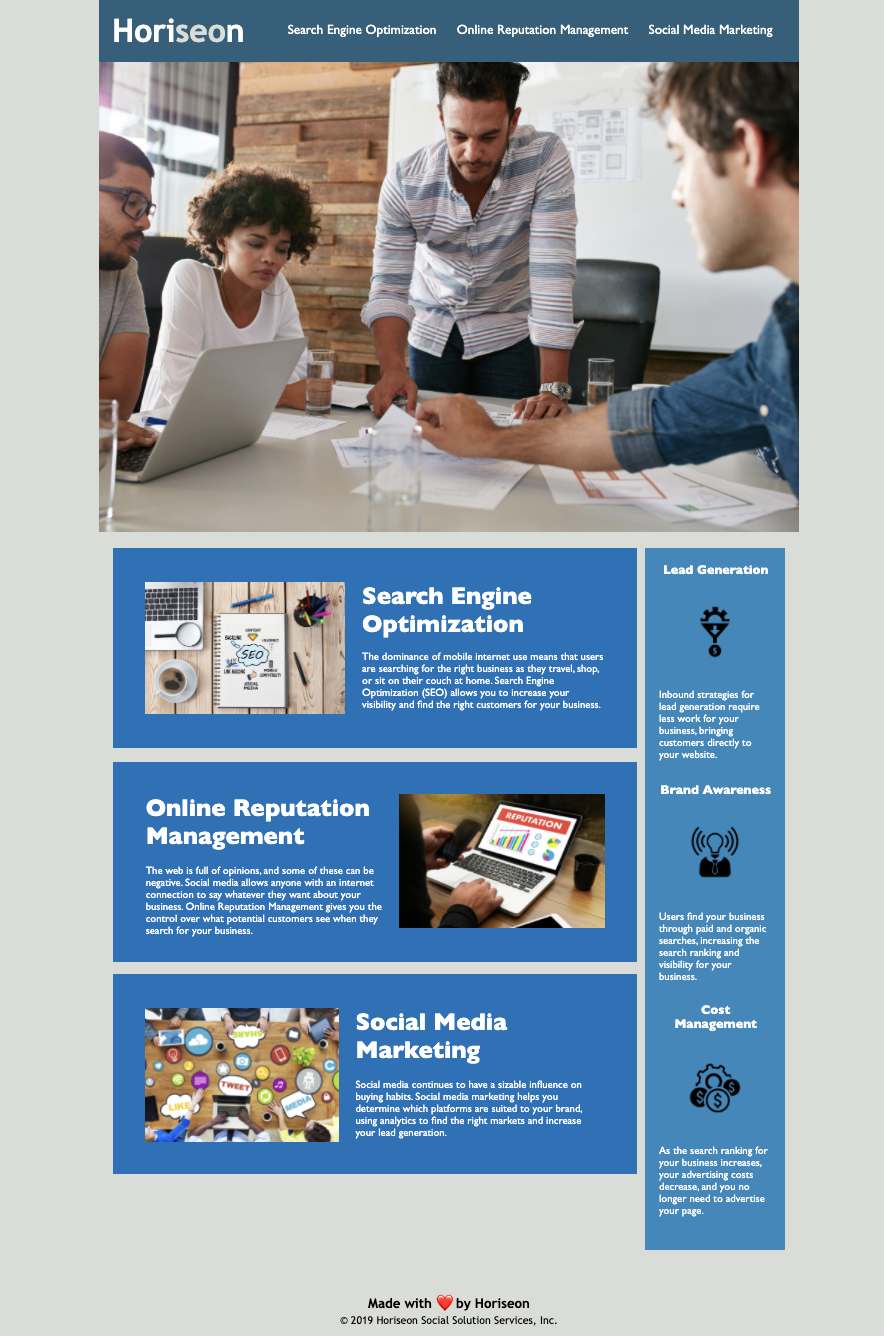 Horiseon
Search Engine Optimization
Online Reputation Management
Social Media Marketing
Search Engine
Optimization
The dominance of mobile internet use means that users
are searching for the right business as they travel, shop,
or sit on their couch at home. Search Engine
Optimization (SEO) allows you to increase your
visibility and find the right customers for your business.
CONTENT
BACKLINK
SEO
LINK BUILDING
SOCIAL
MEDIA
Online Reputation
Management
The web is full of opinions, and some of these can be
negative. Social media allows anyone with an internet
connection to say whatever they want about your
business. Online Reputation Management gives you the
control over what potential customers see when they
search for your business.
REPUTATION
Social Media
Marketing
Social media continues to have a sizable influence on
buying habits. Social media marketing helps you
determine which platforms are suited to your brand,
using analytics to find the right markets and increase
your lead generation.
SHARE
TWEET
LIKE
MEDIA
Lead Generation
$
Inbound strategies for
lead generation require
less work for your
business, bringing
customers directly to
your website.
Brand Awareness
Users find your business
through paid and organic
searches, increasing the
search ranking and
visibility for your
business.
Cost
Management
$ $ $
As the search ranking for
your business increases,
your advertising costs
decrease, and you no
longer need to advertise
your page.
Made with ❤️ by Horiseon
© 2019 Horiseon Social Solution Services, Inc.